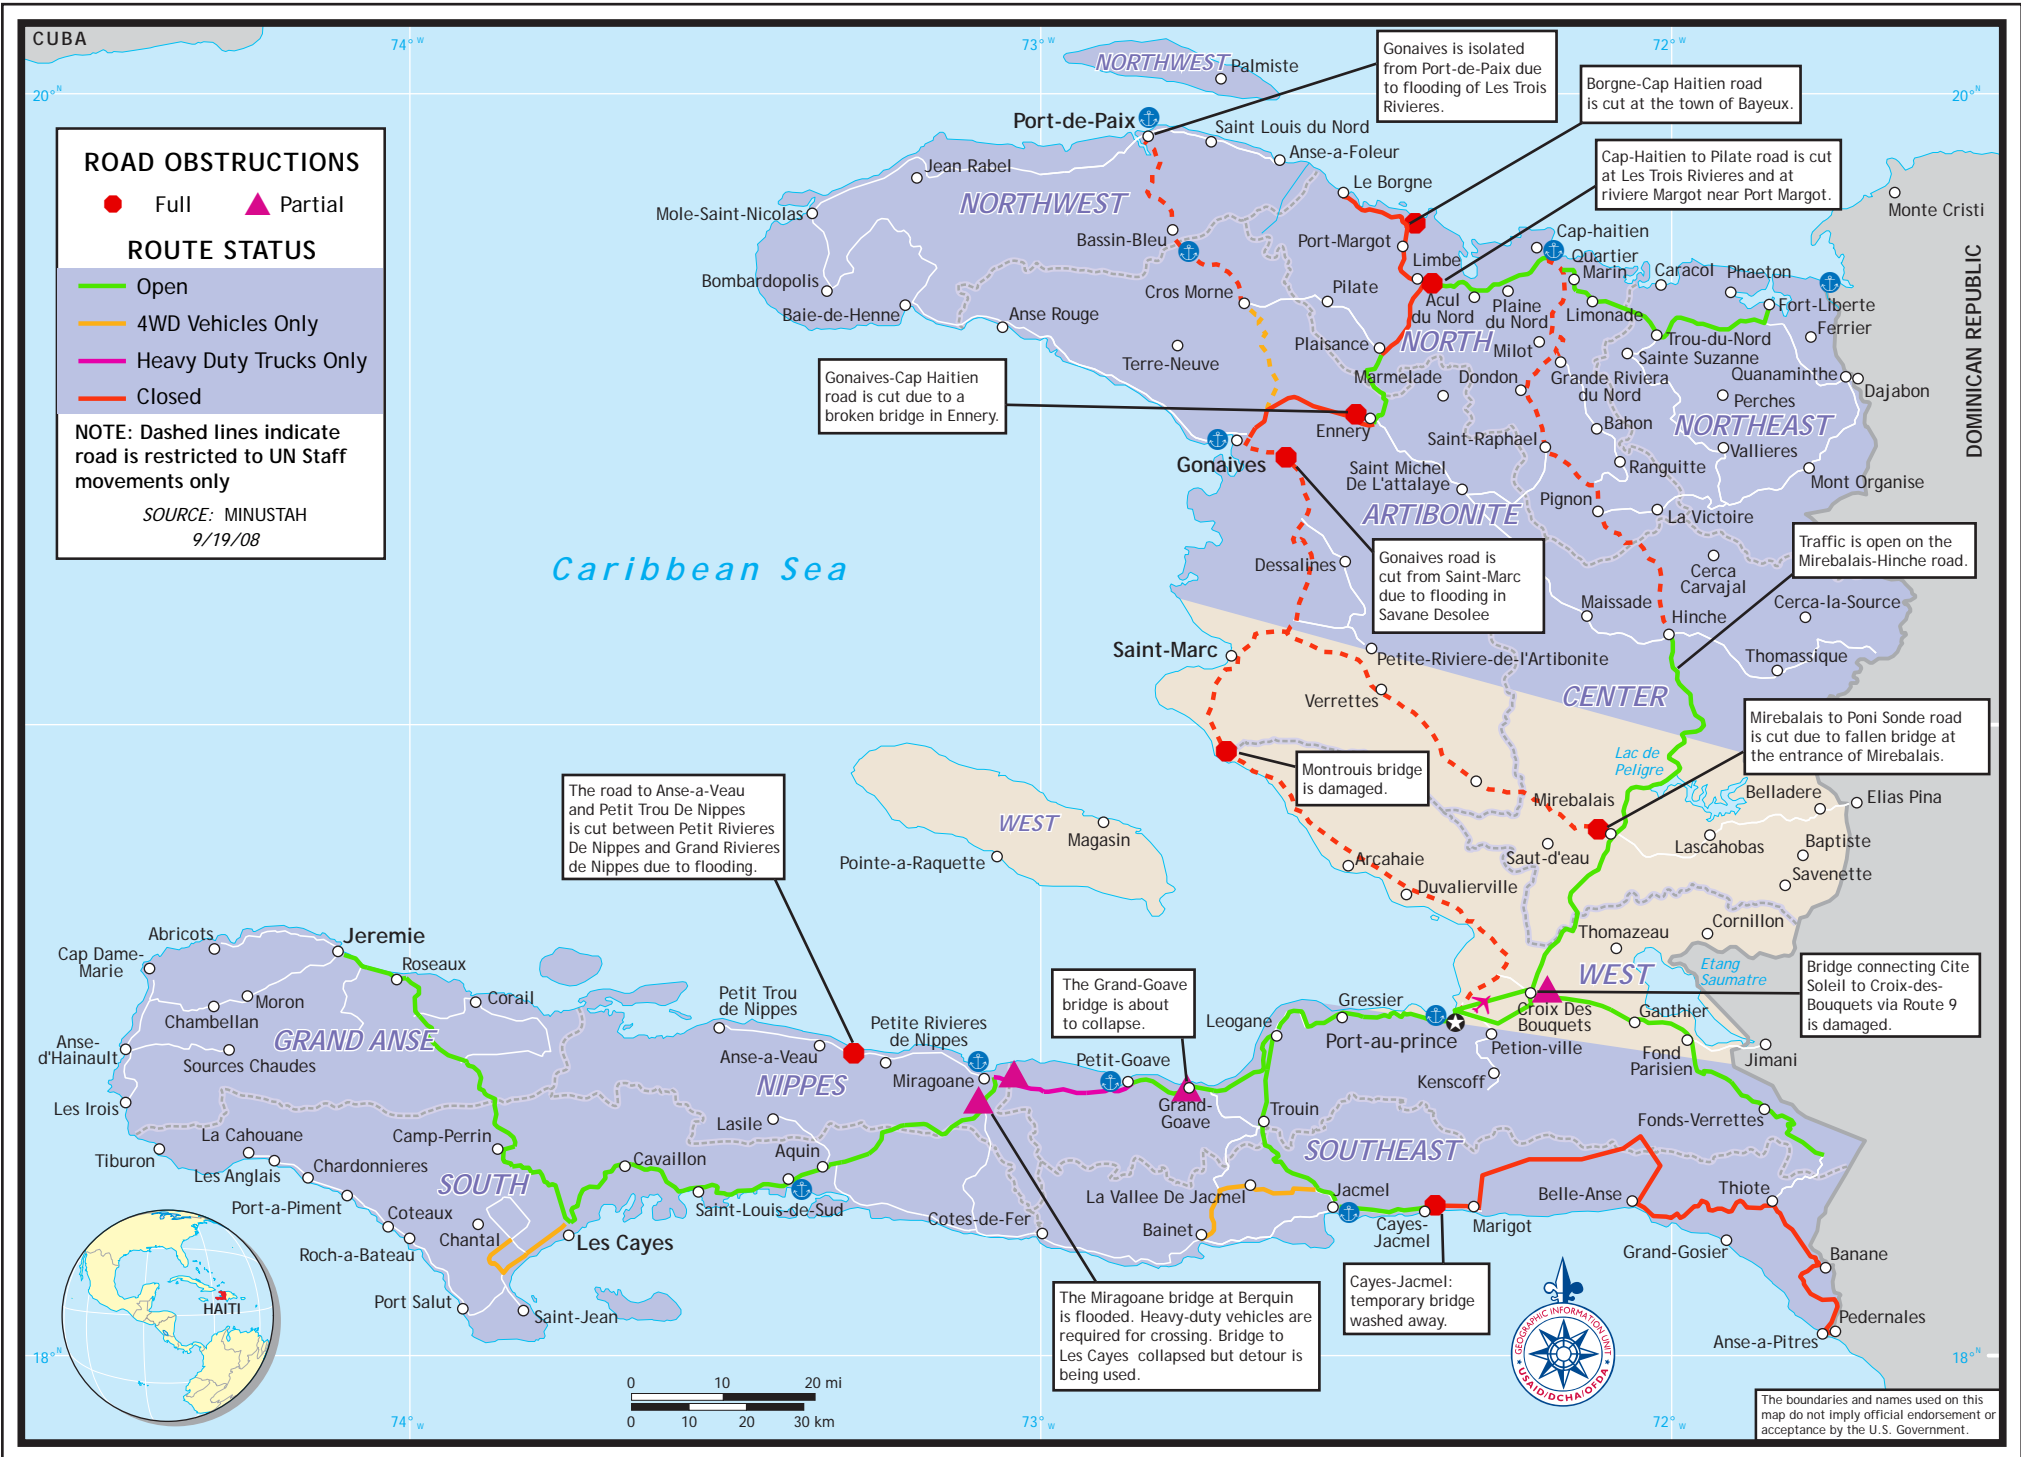 CUBA
74° W
73° W
72° W
20° N
20° N
ROAD OBSTRUCTIONS
Full
Partial
ROUTE STATUS
Open
4WD Vehicles Only
Heavy Duty Trucks Only
Closed
NOTE: Dashed lines indicate
road is restricted to UN Staff
movements only
SOURCE: MINUSTAH
9/19/08
Gonaives is isolated
from Port-de-Paix due
to flooding of Les Trois
Rivieres.
Borgne-Cap Haitien road
is cut at the town of Bayeux.
Cap-Haitien to Pilate road is cut
at Les Trois Rivieres and at
riviere Margot near Port Margot.
NORTHWEST
Palmiste
Port-de-Paix
Saint Louis du Nord
Anse-a-Foleur
Jean Rabel
Le Borgne
NORTHWEST
Mole-Saint-Nicolas
Bassin-Bleu
Port-Margot
Limbe
Cap-haitien
Quartier
Marin
Caracol
Phaeton
Monte Cristi
DOMINICAN REPUBLIC
Bombardopolis
Baie-de-Henne
Anse Rouge
Cros Morne
Pilate
Acul
du Nord
Plaine
du Nord
Limonade
Fort-Liberte
Ferrier
Terre-Neuve
Plaisance
NORTH
Milot
Trou-du-Nord
Sainte Suzanne
Quanaminthe
Dajabon
Marmelade
Dondon
Grande Riviera
du Nord
Perches
Gonaives-Cap Haitien
road is cut due to a
broken bridge in Ennery.
Ennery
Saint-Raphael
Bahon
NORTHEAST
Vallieres
Gonaives
Saint Michel
De L'attalaye
Ranguitte
Mont Organise
Pignon
ARTIBONITE
La Victoire
Caribbean Sea
Dessalines
Gonaives road is
cut from Saint-Marc
due to flooding in
Savane Desolee
Traffic is open on the
Mirebalais-Hinche road.
Cerca
Carvajal
Maissade
Hinche
Cerca-la-Source
Saint-Marc
Petite-Riviere-de-l'Artibonite
Thomassique
Verrettes
CENTER
Mirebalais to Poni Sonde road
is cut due to fallen bridge at
the entrance of Mirebalais.
Montrouis bridge
is damaged.
Lac de
Peligre
Mirebalais
Belladere
Elias Pina
The road to Anse-a-Veau
and Petit Trou De Nippes
is cut between Petit Rivieres
De Nippes and Grand Rivieres
de Nippes due to flooding.
WEST
Magasin
Pointe-a-Raquette
Arcahaie
Saut-d'eau
Lascahobas
Baptiste
Savenette
Duvalierville
Cornillon
Thomazeau
WEST
Etang
Saumatre
Bridge connecting Cite
Soleil to Croix-des-
Bouquets via Route 9
is damaged.
Abricots
Jeremie
Cap Dame-
Marie
Roseaux
Moron
Chambellan
Corail
GRAND ANSE
Anse-
d'Hainault
Sources Chaudes
Petit Trou
de Nippes
Petite Rivieres
de Nippes
Anse-a-Veau
NIPPES
Miragoane
The Grand-Goave
bridge is about
to collapse.
Petit-Goave
Leogane
Gressier
Port-au-prince
Croix Des
Bouquets
Ganthier
Petion-ville
Fond
Parisien
Jimani
Kenscoff
Les Irois
Grand-
Goave
Trouin
Fonds-Verrettes
Lasile
Tiburon
La Cahouane
Camp-Perrin
Les Anglais
Chardonnieres
Cavaillon
Aquin
SOUTHEAST
SOUTH
Port-a-Piment
Saint-Louis-de-Sud
La Vallee De Jacmel
Jacmel
Belle-Anse
Thiote
Coteaux
Chantal
Cotes-de-Fer
Bainet
Cayes-
Jacmel
Marigot
Roch-a-Bateau
Les Cayes
Grand-Gosier
Banane
Port Salut
Saint-Jean
The Miragoane bridge at Berquin
is flooded. Heavy-duty vehicles are
required for crossing. Bridge to
Les Cayes collapsed but detour is
being used.
Cayes-Jacmel:
temporary bridge
washed away.
Pedernales
Anse-a-Pitres
HAITI
18° N
18° N
GEOGRAPHIC INFORMATION UNIT
USAID/DCHA/OFDA
0 10 20 mi
0 10 20 30 km
74° W
73° W
72° W
The boundaries and names used on this
map do not imply official endorsement or
acceptance by the U.S. Government.